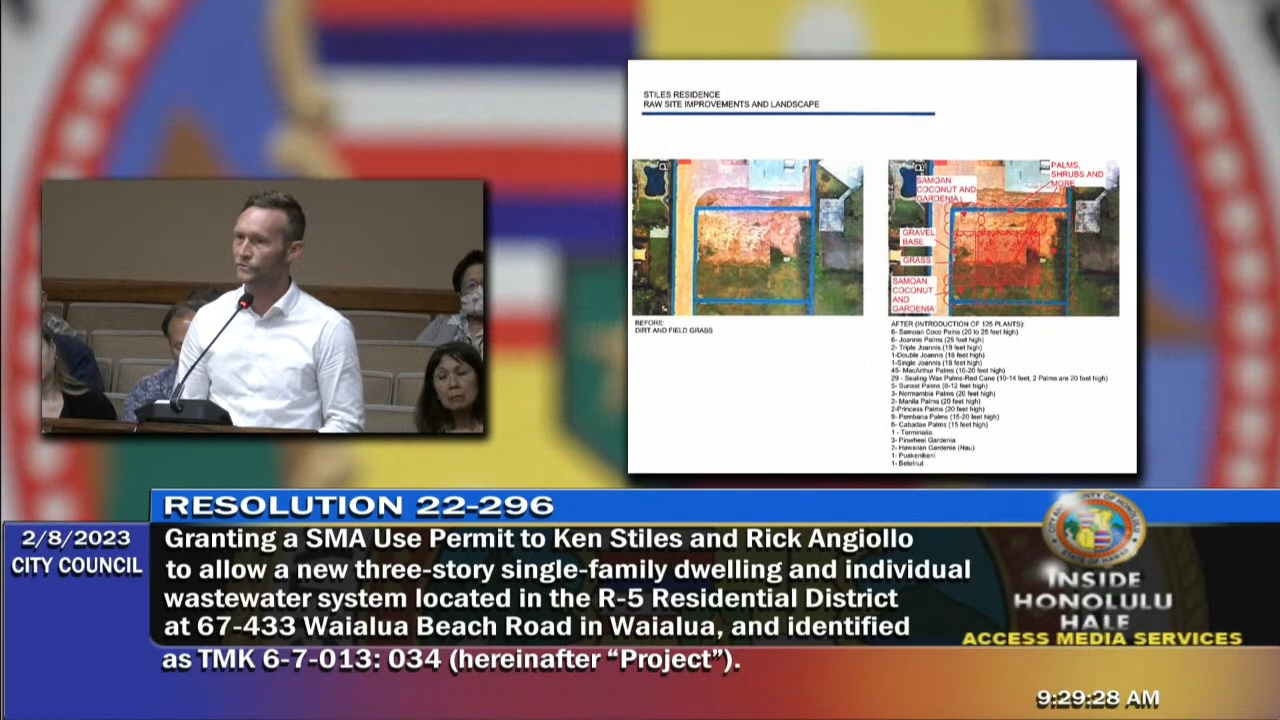 STILES RESIDENCE
RAW SITE IMPROVEMENTS AND LANDSCAPE
PALMS,
SHRUBS AND
MORE
SAMOAN
COCONUT AND
GARDENIA
GRAVEL
BASE
GRASS
SAMOAN
COCONUT
AND
GARDENIA
BEFORE:
DIRT AND FIELD GRASS
AFTER (INTRODUCTION OF 125 PLANTS):
6- Samoan Coco Palms (20 to 25 feet high)
6- Joannis Palms (25 feet high)
2- Triple Joannis (18 feet high)
1-Double Joannis (18 feet high)
1-Single Joannis (18 feet high)
45- MacArthur Palms (10-20 feet high)
29 - Sealing Wax Palms-Red Cane (10-14 feet, 2 Palms are 20 feet high)
5- Sunset Palms (8-12 feet high)
3- Normambia Palms (20 feet high)
2- Manila Palms (20 feet high)
2-Princess Palms (20 feet high)
9- Pembana Palms (15-20 feet high)
6- Cabadae Palms (15 feet high)
1 - Terminalia
3- Pinwheel Gardenia
2- Hawaiian Gardenia (Nau)
1- Puakenikeni
1- Betelnut
RESOLUTION 22-296
2/8/2023
CITY COUNCIL
Granting a SMA Use Permit to Ken Stiles and Rick Angiollo
to allow a new three-story single-family dwelling and individual
wastewater system located in the R-5 Residential District
at 67-433 Waialua Beach Road in Waialua, and identified
as TMK 6-7-013: 034 (hereinafter “Project”).
INSIDE
HONOLULU
HALE
ACCESS MEDIA SERVICES
9:29:28 AM